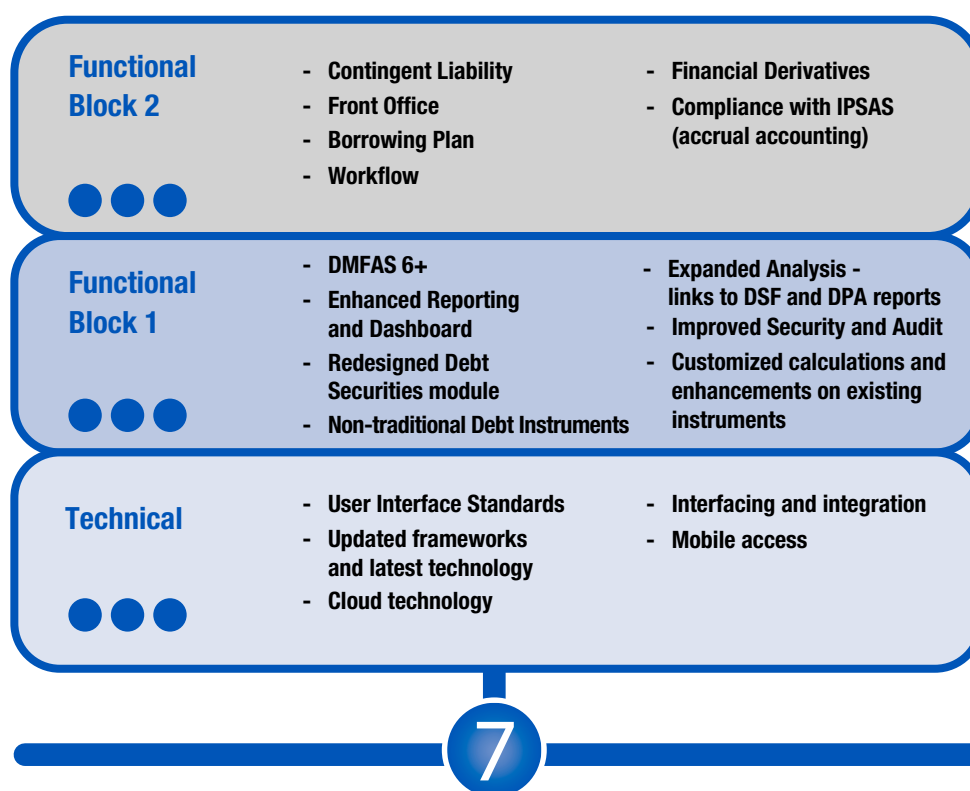 Functional
Block 2
- Contingent Liability
- Front Office
- Borrowing Plan
- Workflow
- Financial Derivatives
- Compliance with IPSAS
(accrual accounting)
Functional
Block 1
- DMFAS 6+
- Enhanced Reporting
and Dashboard
- Redesigned Debt
Securities module
- Non-traditional Debt Instruments
- Expanded Analysis -
links to DSF and DPA reports
- Improved Security and Audit
- Customized calculations and
enhancements on existing
instruments
Technical
- User Interface Standards
- Updated frameworks
and latest technology
- Cloud technology
- Interfacing and integration
- Mobile access
7